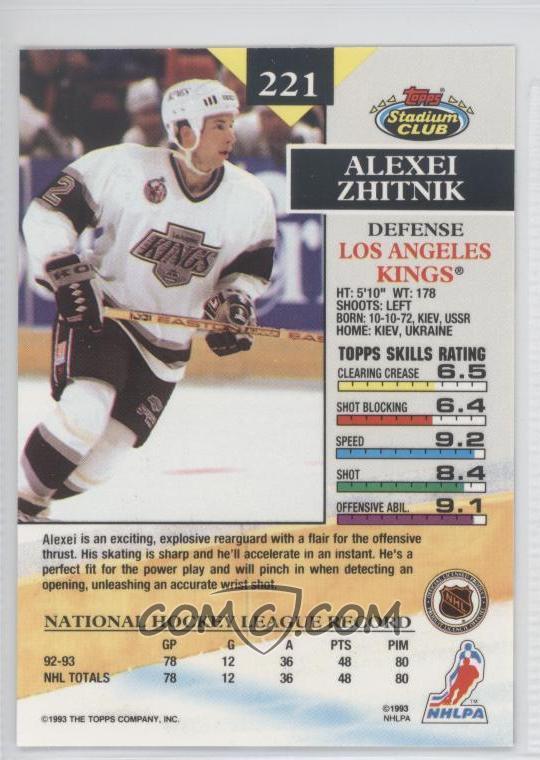 221
Topps
Stadium
CLUB
ALEXEI
ZHITNIK
DEFENSE
LOS ANGELES
KINGS®
HT: 5'10" WT: 178
SHOOTS: LEFT
BORN: 10-10-72, KIEV, USSR
HOME: KIEV, UKRAINE
TOPPS SKILLS RATING
CLEARING CREASE 6.5
SHOT BLOCKING 6.4
SPEED 9.2
SHOT 8.4
OFFENSIVE ABIL. 9.1
2
KINGS
EASTON
Alexei is an exciting, explosive rearguard with a flair for the offensive
thrust. His skating is sharp and he'll accelerate in an instant. He's a
perfect fit for the power play and will pinch in when detecting an
opening, unleashing an accurate wrist shot.
COMC
NHL
NATIONAL HOCKEY LEAGUE RECORD
GP G A PTS PIM
92-93 78 12 36 48 80
NHL TOTALS 78 12 36 48 80
NHLPA
TM
©1993 THE TOPPS COMPANY, INC.
©1993
NHLPA